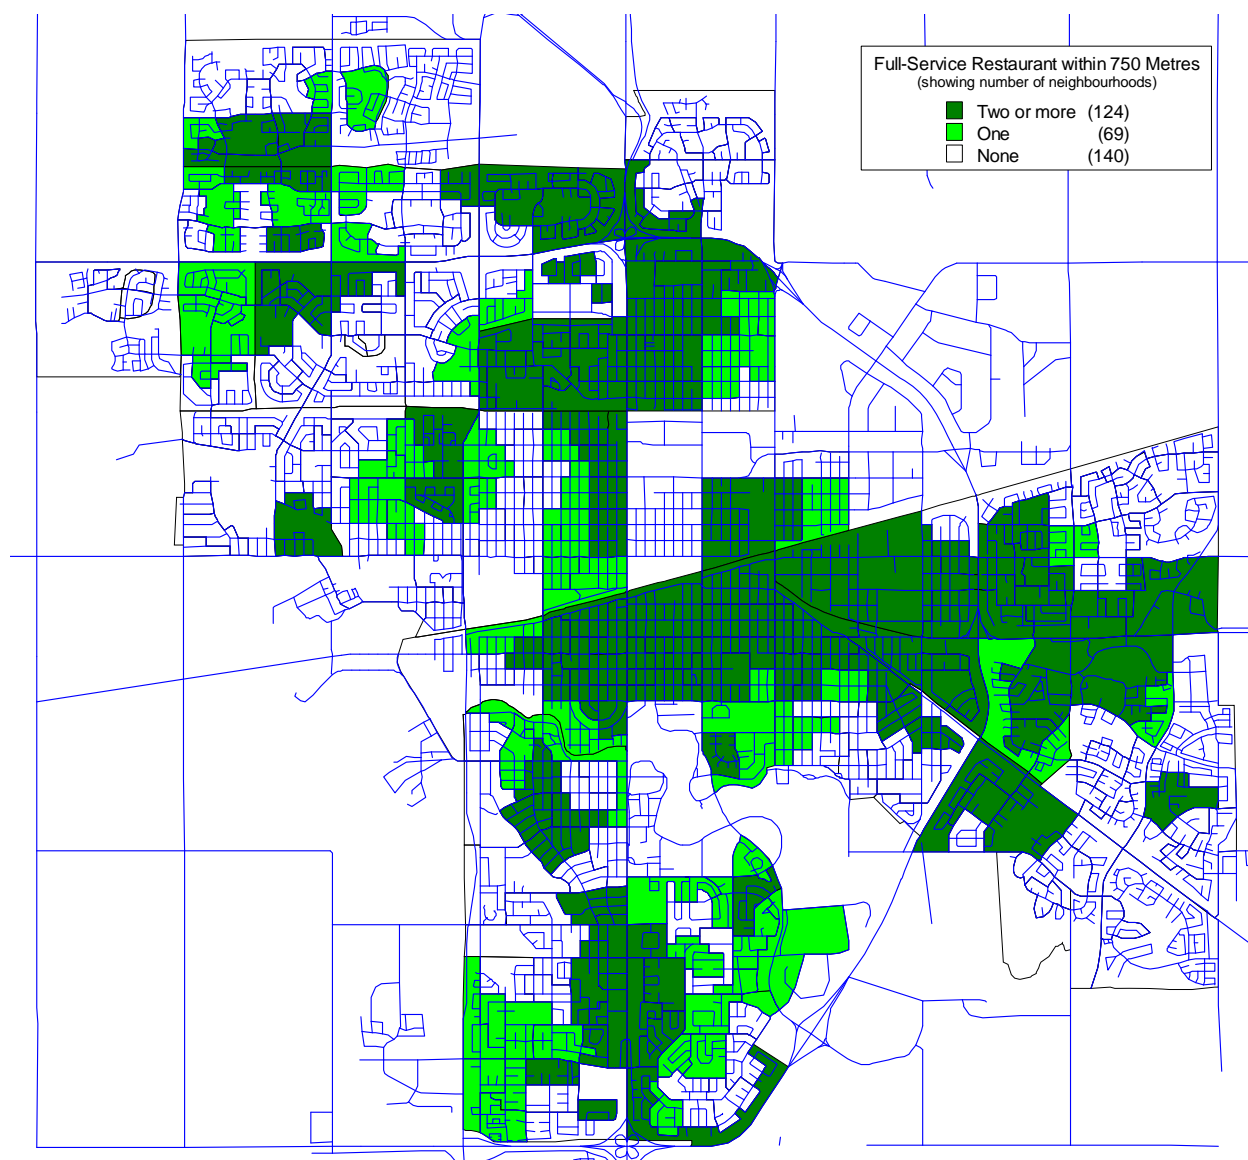 Full-Service Restaurant within 750 Metres
(showing number of neighbourhoods)
Two or more (124)
One (69)
None (140)